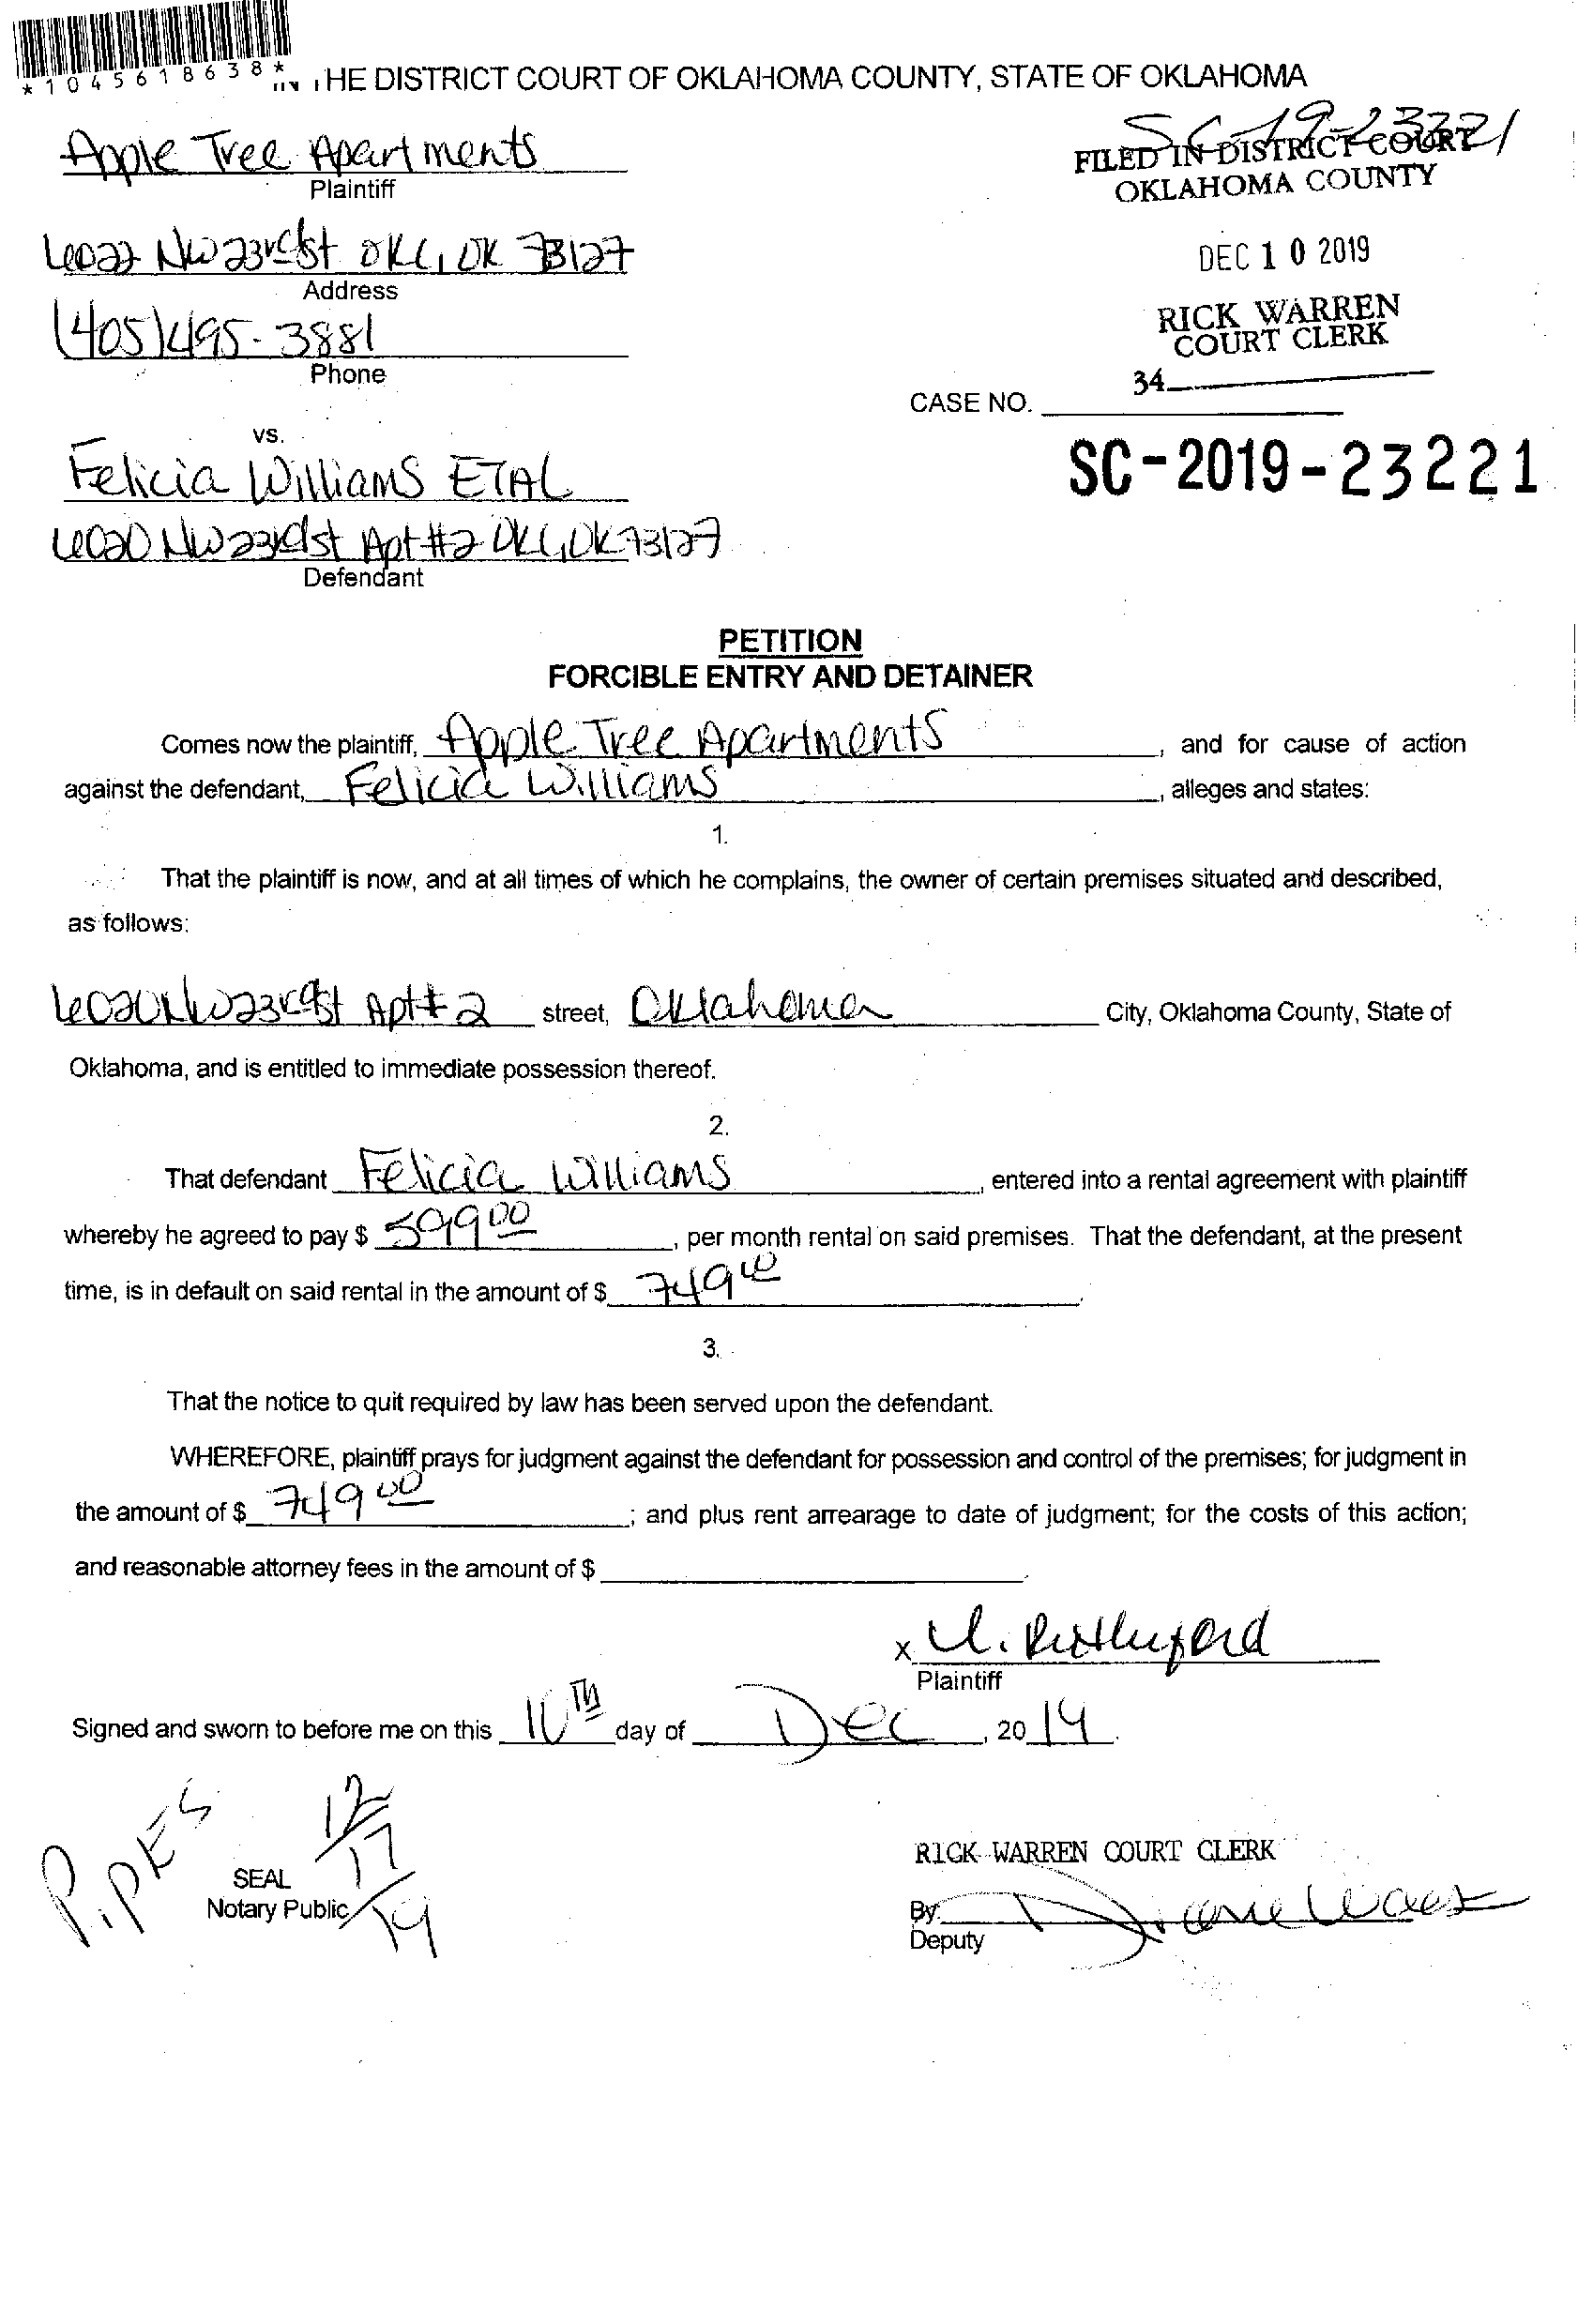 *1045618638*
HE DISTRICT COURT OF OKLAHOMA COUNTY, STATE OF OKLAHOMA
Apple Tree Apartments
Plaintiff
SC-19-23221
FILED IN DISTRICT COURT
OKLAHOMA COUNTY
6022 NW 23rd st OKC, OK 73127
Address
DEC 10 2019
(405)495-3881
Phone
RICK WARREN
COURT CLERK
34
CASE NO.
vs.
SC-2019-23221
Felicia Williams ETAL
6020 NW 23rd st Apt #2 OKC, OK 73127
Defendant
PETITION
FORCIBLE ENTRY AND DETAINER
Comes now the plaintiff, Apple Tree Apartments, and for cause of action
against the defendant, Felicia Williams, alleges and states:
1.
That the plaintiff is now, and at all times of which he complains, the owner of certain premises situated and described,
as follows:
6020 NW 23rd st Apt # 2 street, Oklahoma City, Oklahoma County, State of
Oklahoma, and is entitled to immediate possession thereof.
2.
That defendant Felicia Williams, entered into a rental agreement with plaintiff
whereby he agreed to pay $ 599 00, per month rental on said premises. That the defendant, at the present
time, is in default on said rental in the amount of $ 749 00.
3.
That the notice to quit required by law has been served upon the defendant.
WHEREFORE, plaintiff prays for judgment against the defendant for possession and control of the premises; for judgment in
the amount of $ 749 00; and plus rent arrearage to date of judgment; for the costs of this action;
and reasonable attorney fees in the amount of $.
x Rutherford
Plaintiff
Signed and sworn to before me on this 10TH day of Dec, 2019.
PipKES
12/17/19
SEAL
Notary Public
RICK WARREN COURT CLERK
By:
Deputy